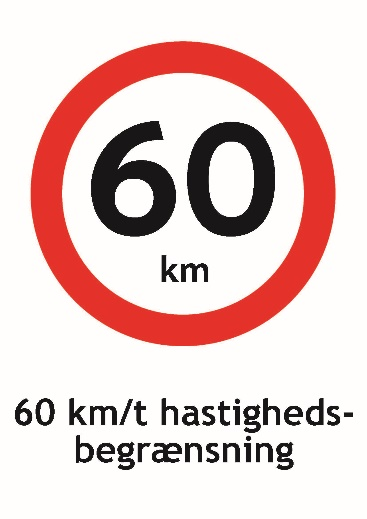 60
km
60 km/t hastigheds-
begrænsning